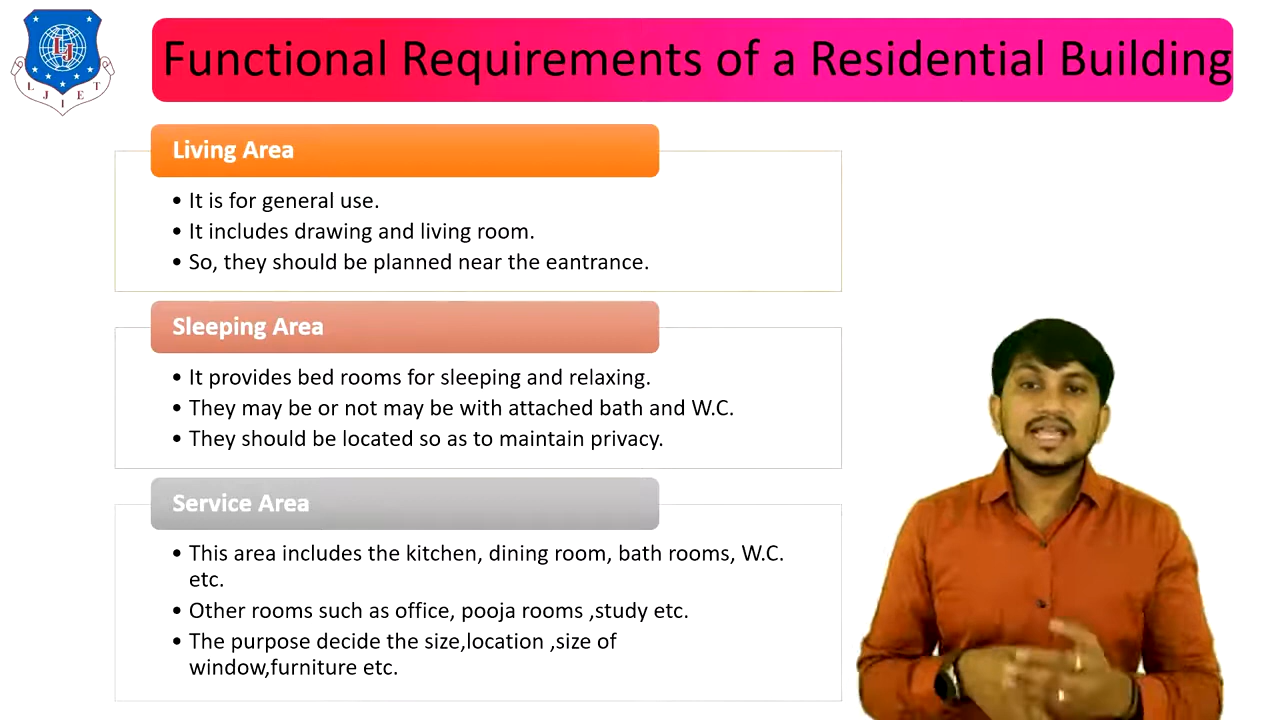 LJ
LJIET
Functional Requirements of a Residential Building
Living Area
• It is for general use.
• It includes drawing and living room.
• So, they should be planned near the eantrance.
Sleeping Area
• It provides bed rooms for sleeping and relaxing.
• They may be or not may be with attached bath and W.C.
• They should be located so as to maintain privacy.
Service Area
• This area includes the kitchen, dining room, bath rooms, W.C.
etc.
• Other rooms such as office, pooja rooms ,study etc.
• The purpose decide the size,location ,size of
window,furniture etc.